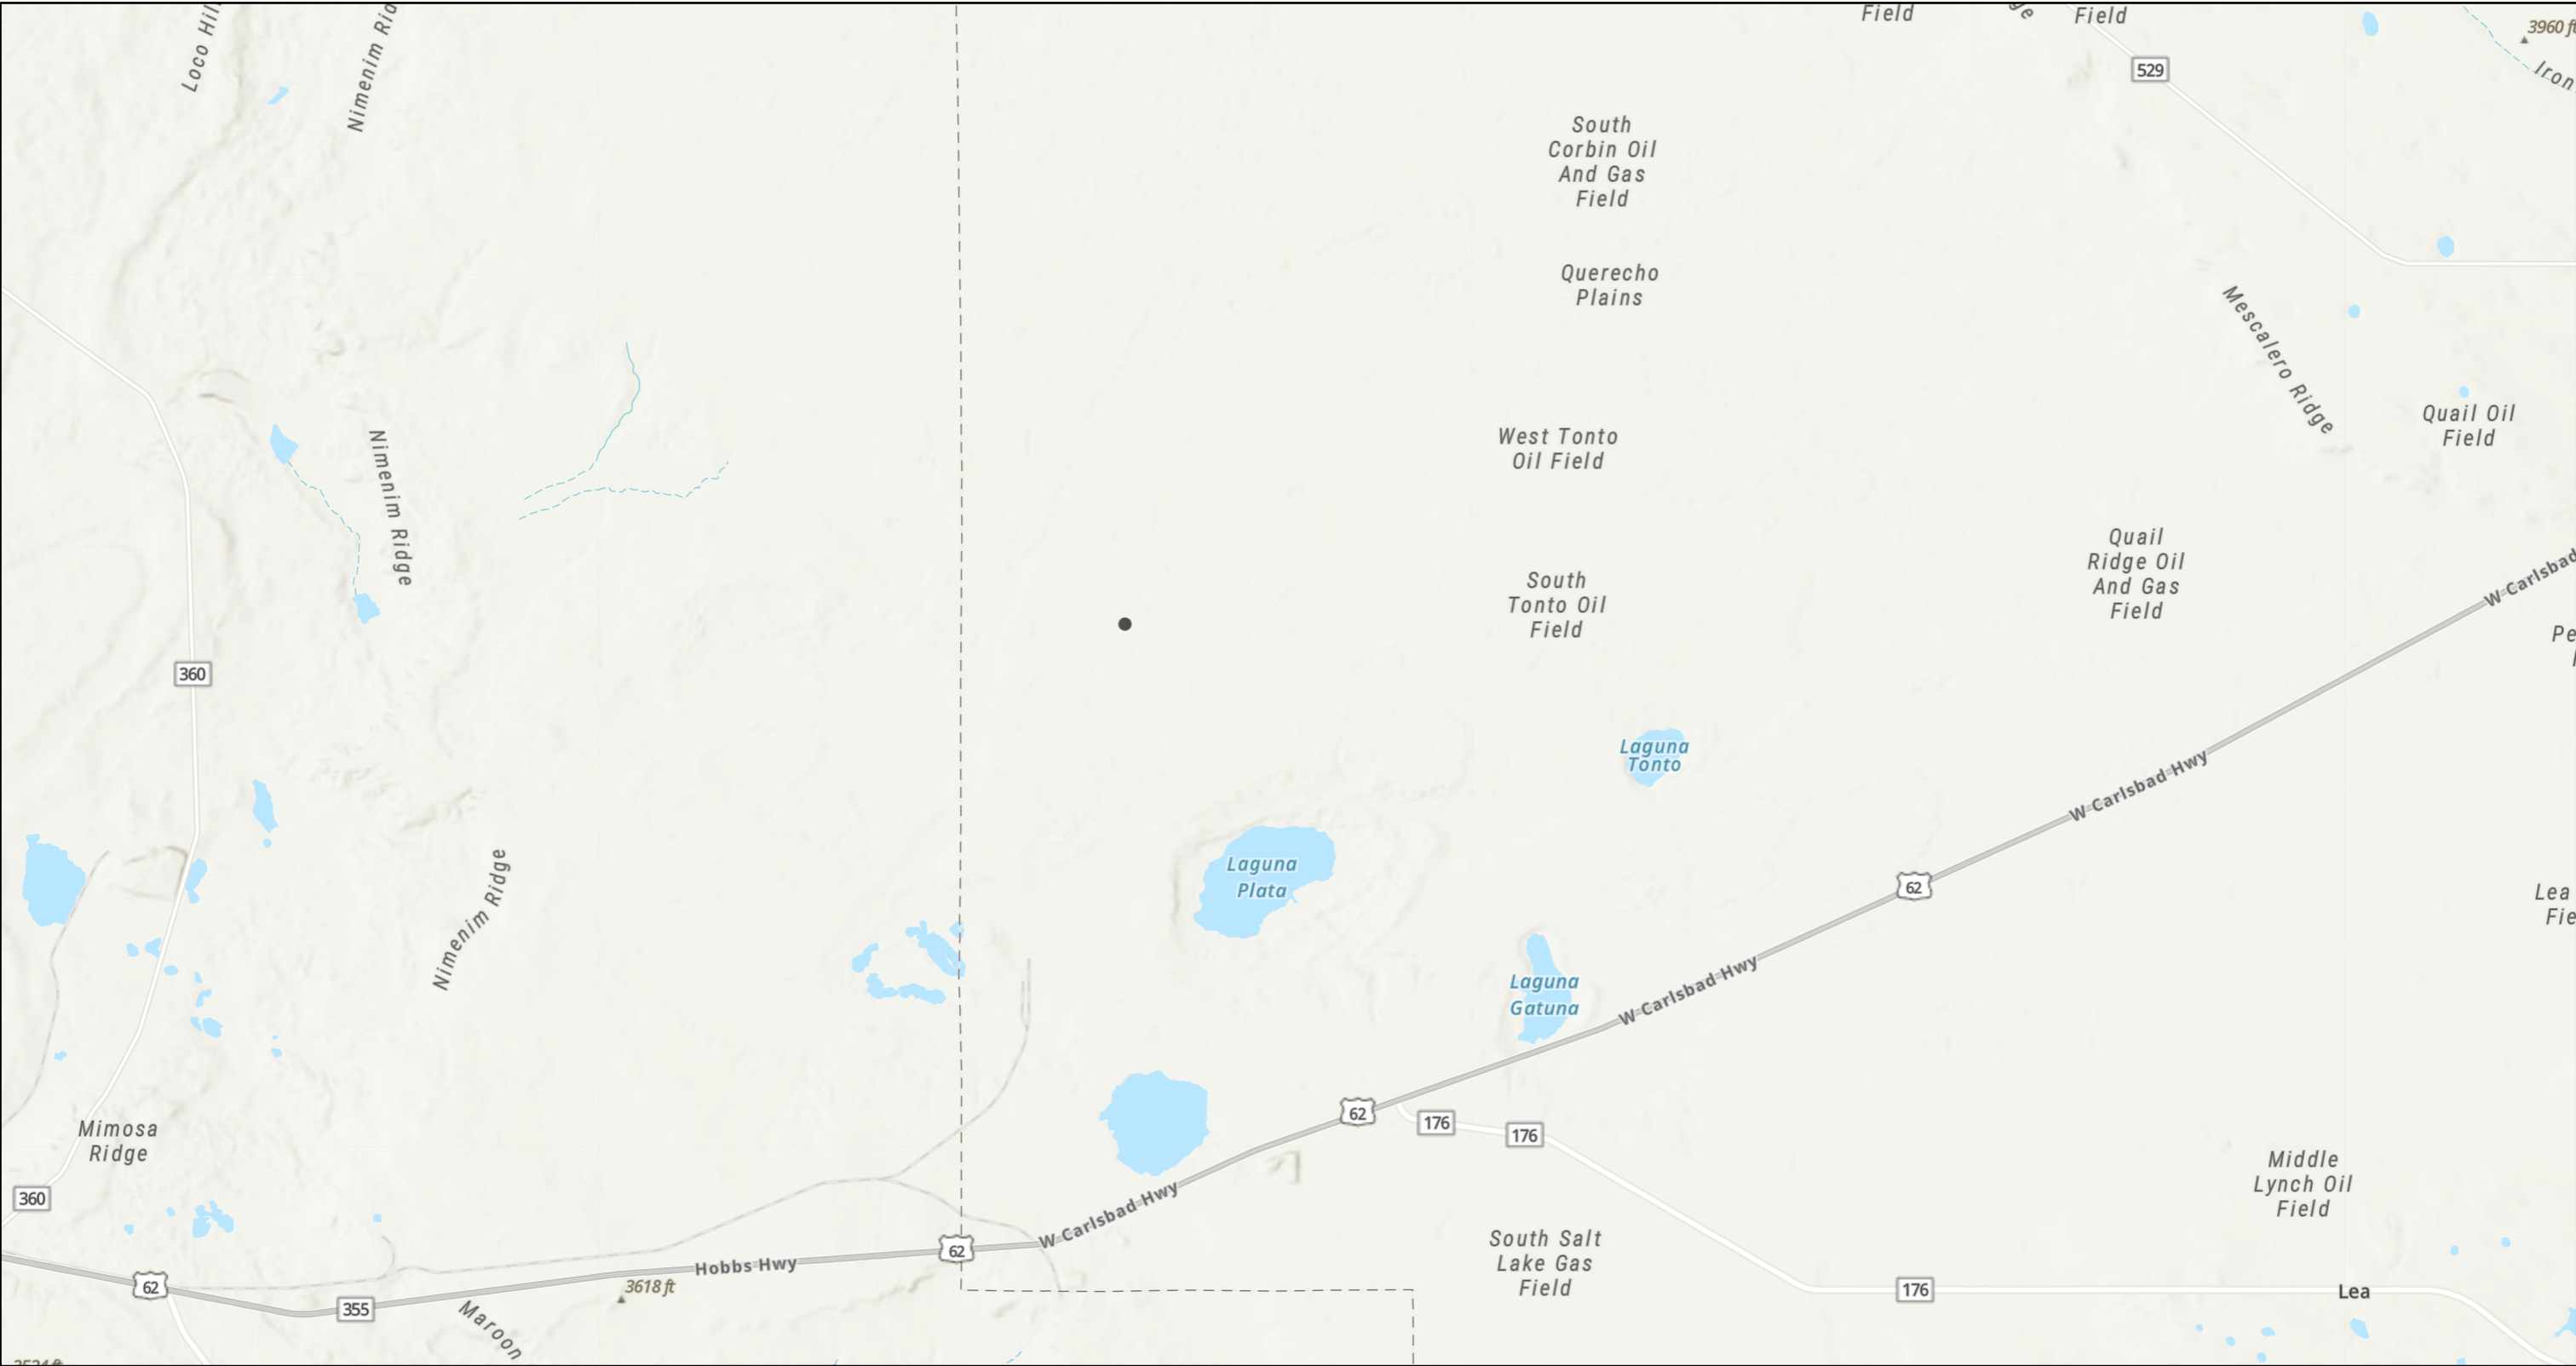 Field
Field
3960 ft
Loco Hil
Nimenim Rid
529
Iron
South
Corbin Oil
And Gas
Field
Querecho
Plains
Mescalero Ridge
Quail Oil
Field
West Tonto
Oil Field
Nimenim Ridge
Quail
Ridge Oil
And Gas
Field
South
Tonto Oil
Field
W Carlsbad
Pe
360
Laguna
Tonto
W Carlsbad Hwy
Laguna
Plata
62
Lea
Fie
Nimenim Ridge
Laguna
Gatuna
W Carlsbad Hwy
62
176
176
Mimosa
Ridge
Middle
Lynch Oil
Field
360
W Carlsbad Hwy
South Salt
Lake Gas
Field
62
Hobbs Hwy
62
3618 ft
355
176
Lea
Maroon